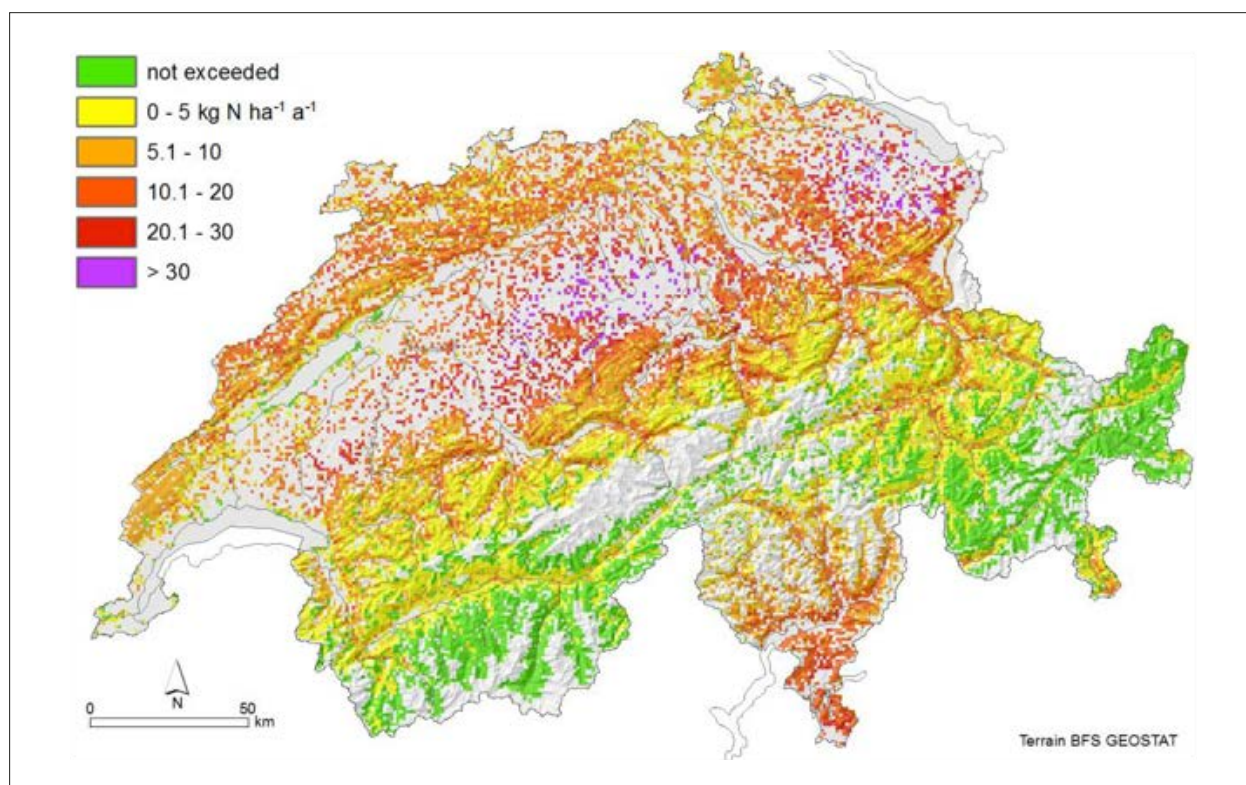 not exceeded
0 - 5 kg N ha⁻¹ a⁻¹
5.1 - 10
10.1 - 20
20.1 - 30
> 30
N
0 50
km
Terrain BFS GEOSTAT